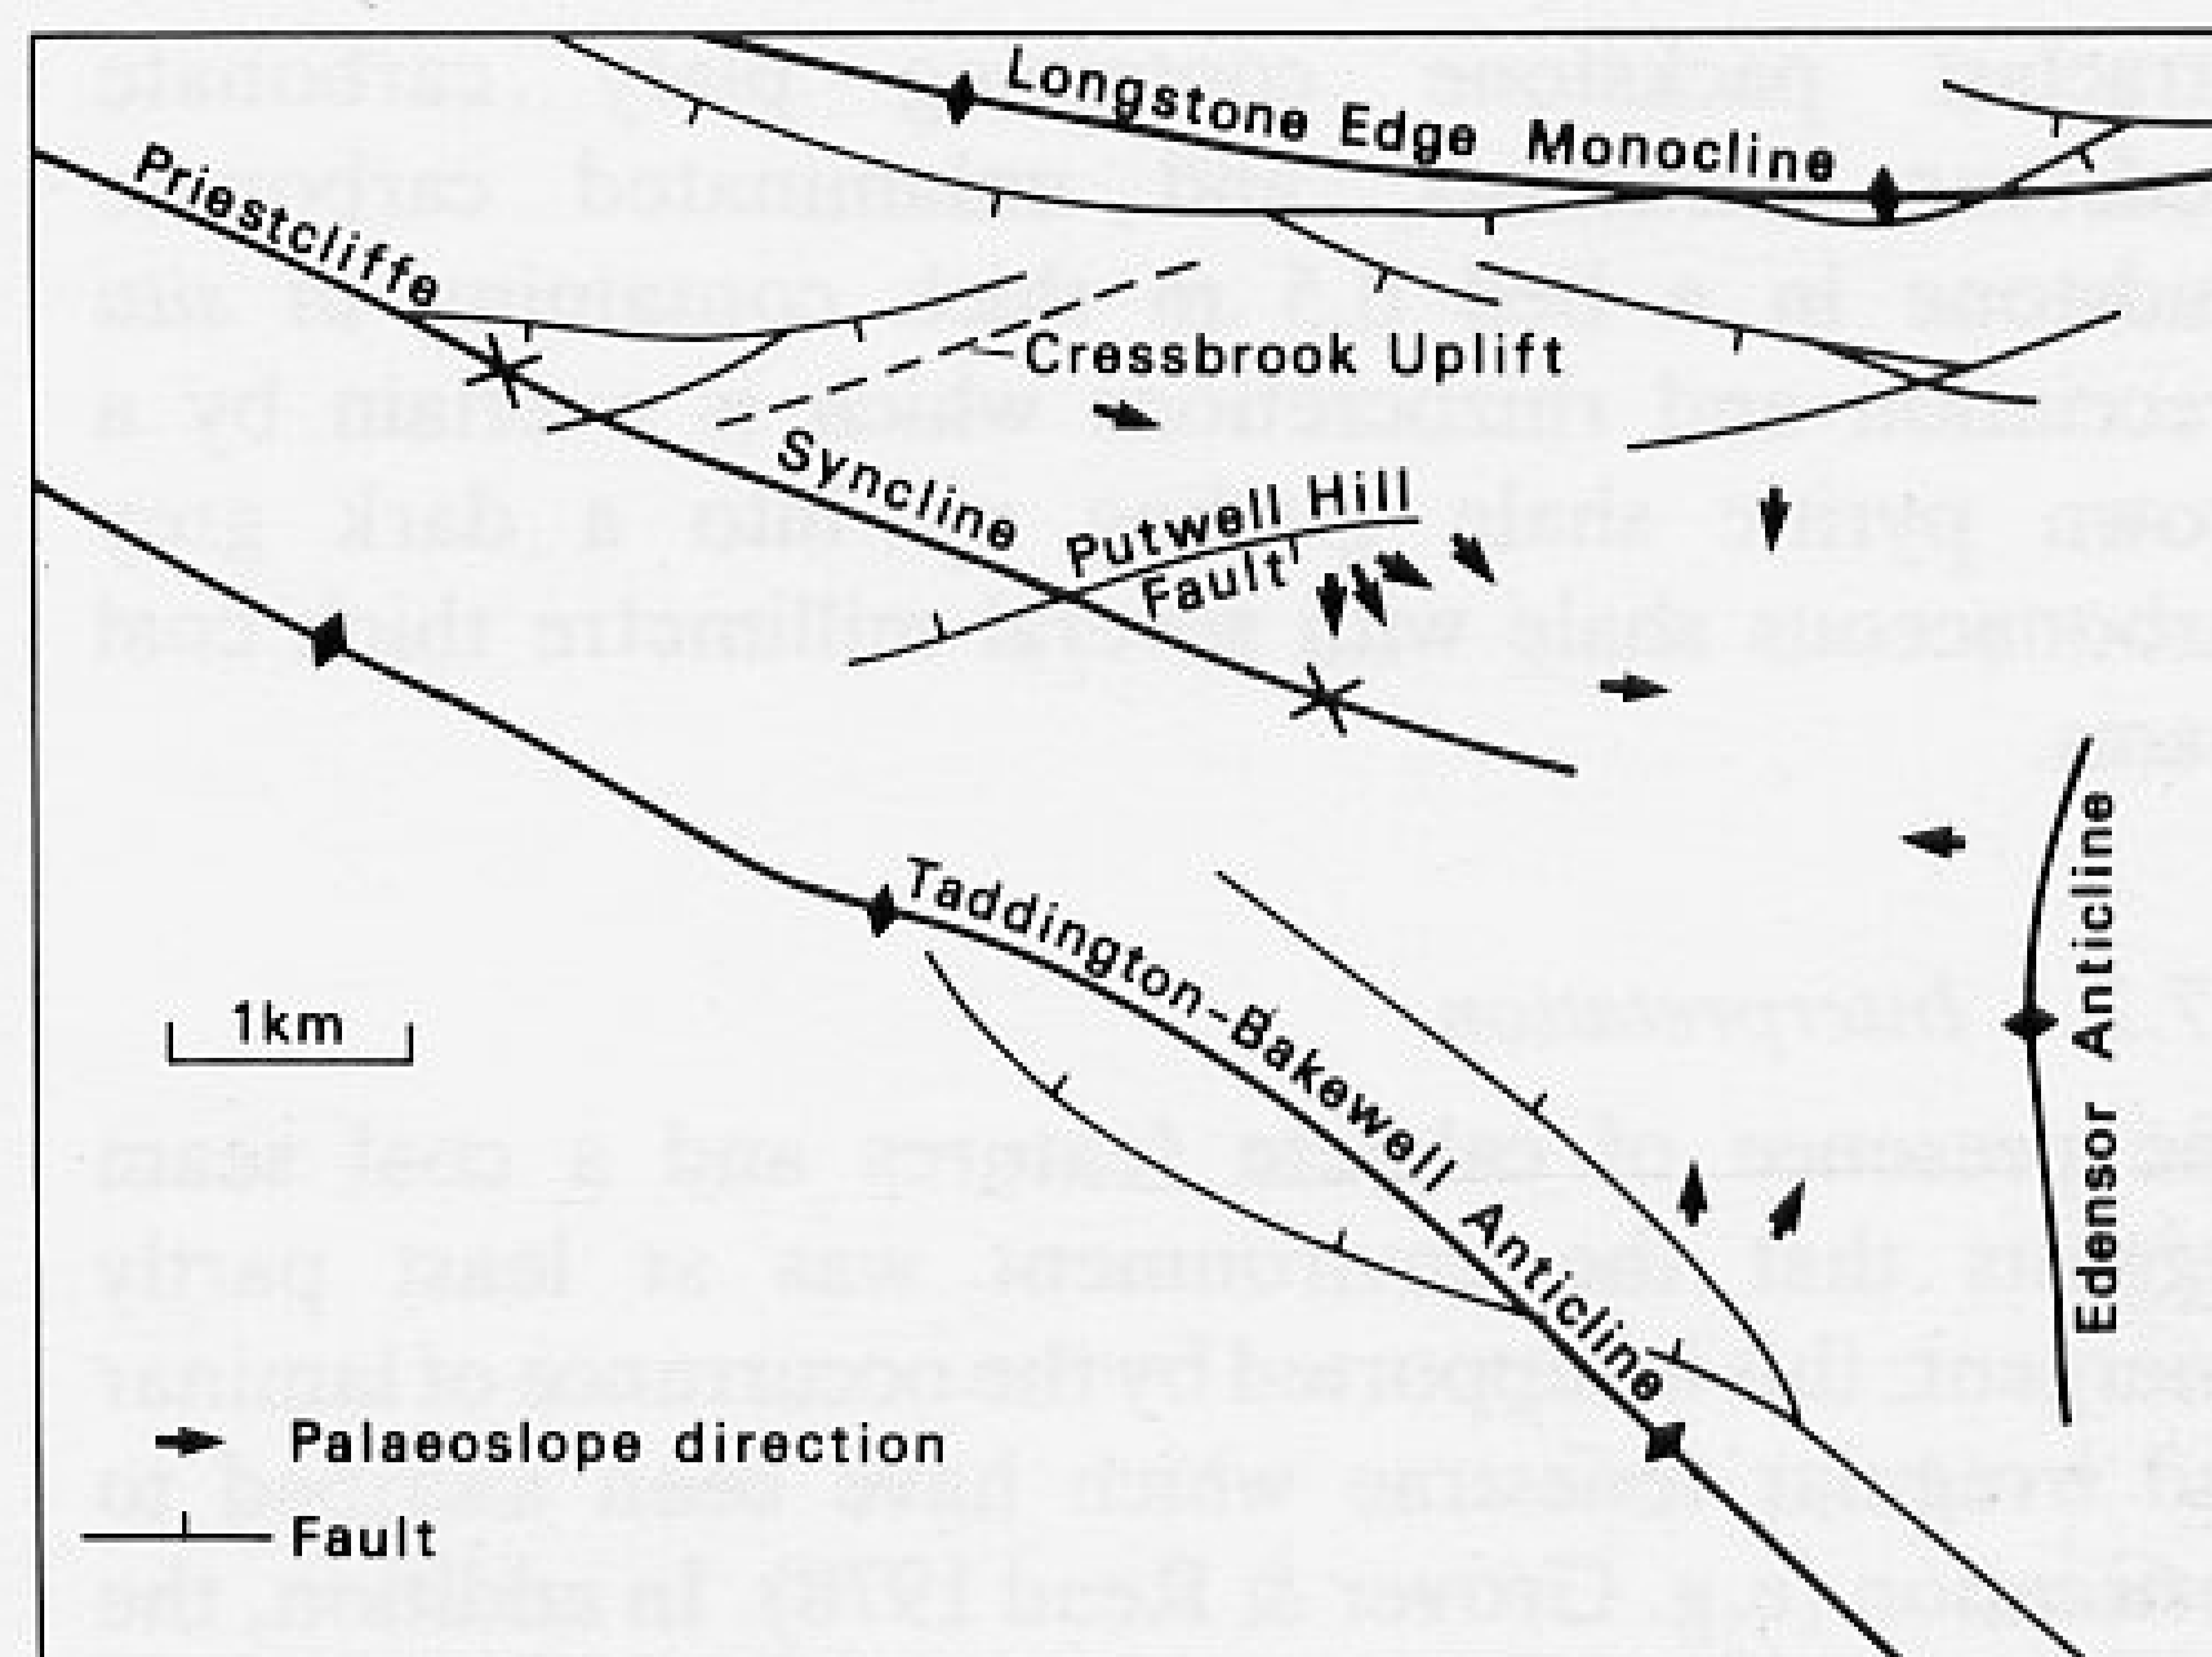 Longstone Edge Monocline
Priestcliffe
Syncline
Cressbrook Uplift
Putwell Hill
Fault
Taddington-Bakewell Anticline
Edensor Anticline
1km
Palaeoslope direction
Fault